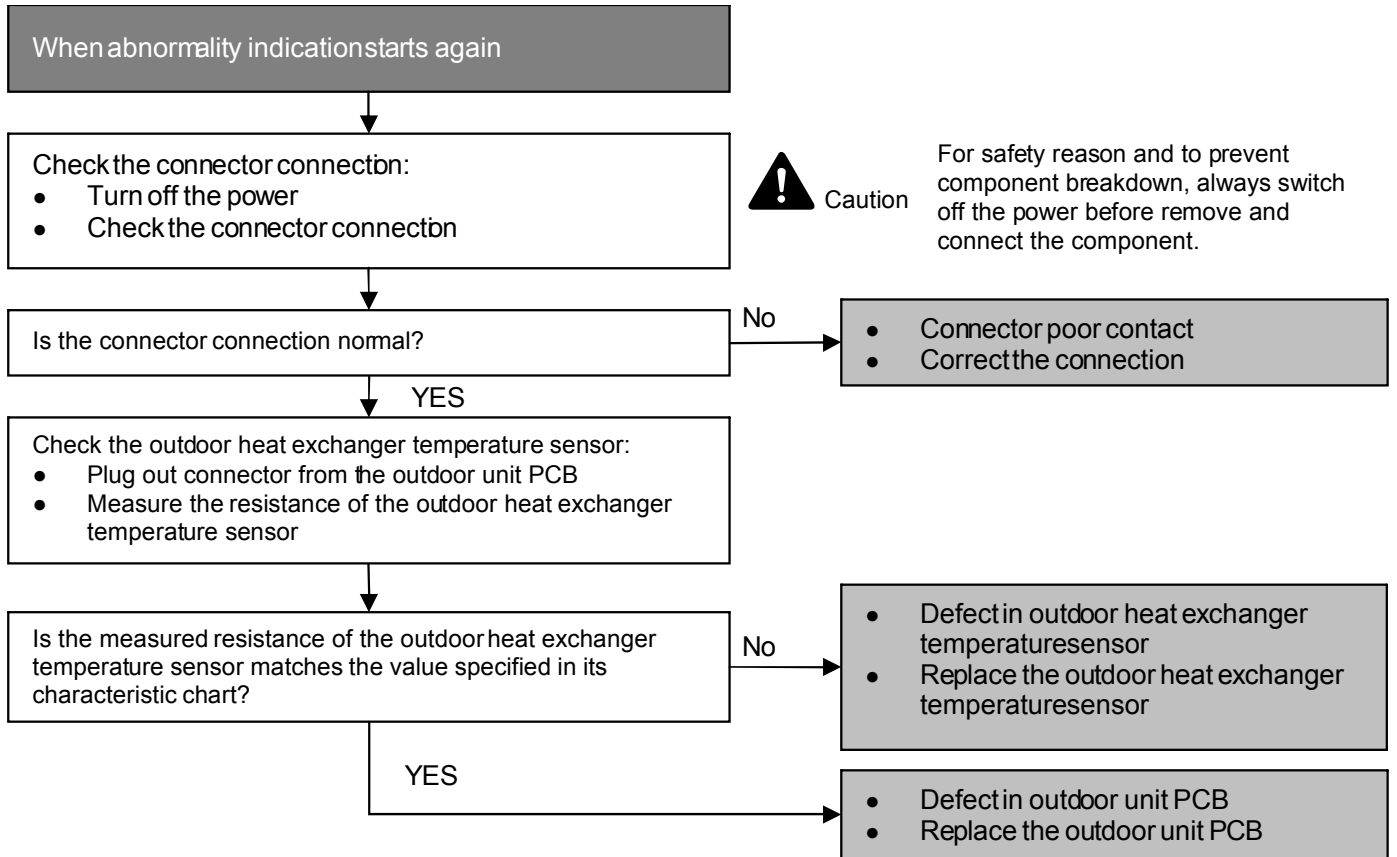 When abnormality indication starts again
Check the connector connection:
● Turn off the power
● Check the connector connection
Caution
For safety reason and to prevent
component breakdown, always switch
off the power before remove and
connect the component.
Is the connector connection normal?
No
● Connector poor contact
● Correct the connection
YES
Check the outdoor heat exchanger temperature sensor:
● Plug out connector from the outdoor unit PCB
● Measure the resistance of the outdoor heat exchanger
temperature sensor
Is the measured resistance of the outdoor heat exchanger
temperature sensor matches the value specified in its
characteristic chart?
No
● Defect in outdoor heat exchanger
temperature sensor
● Replace the outdoor heat exchanger
temperature sensor
YES
● Defect in outdoor unit PCB
● Replace the outdoor unit PCB